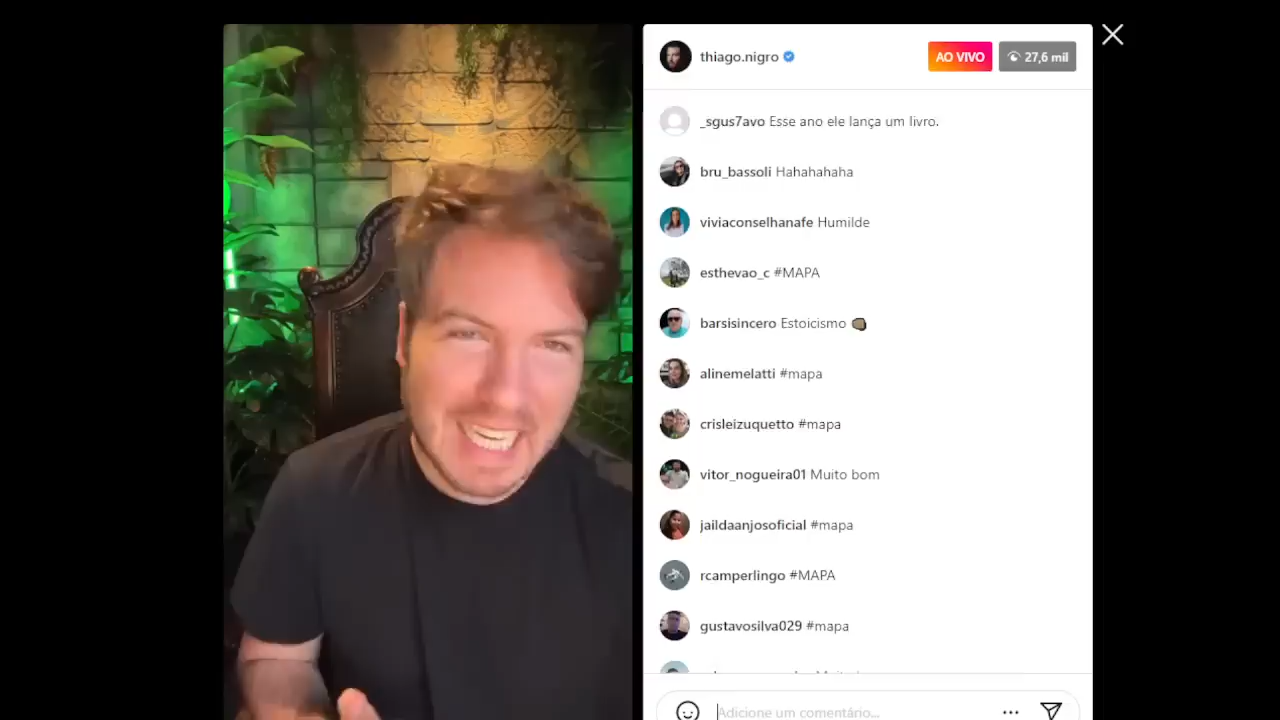 thiago.nigro
AO VIVO
27,6 mil
_sgus7avo Esse ano ele lança um livro.
bru_bassoli Hahahahaha
viviaconselhanafe Humilde
esthevao_c #MAPA
barsisincero Estoicismo
alinemelatti #mapa
crisleizuquetto #mapa
vitor_nogueira01 Muito bom
jaildaanjosoficial #mapa
rcamperlingo #MAPA
gustavosilva029 #mapa
Adicione um comentário...